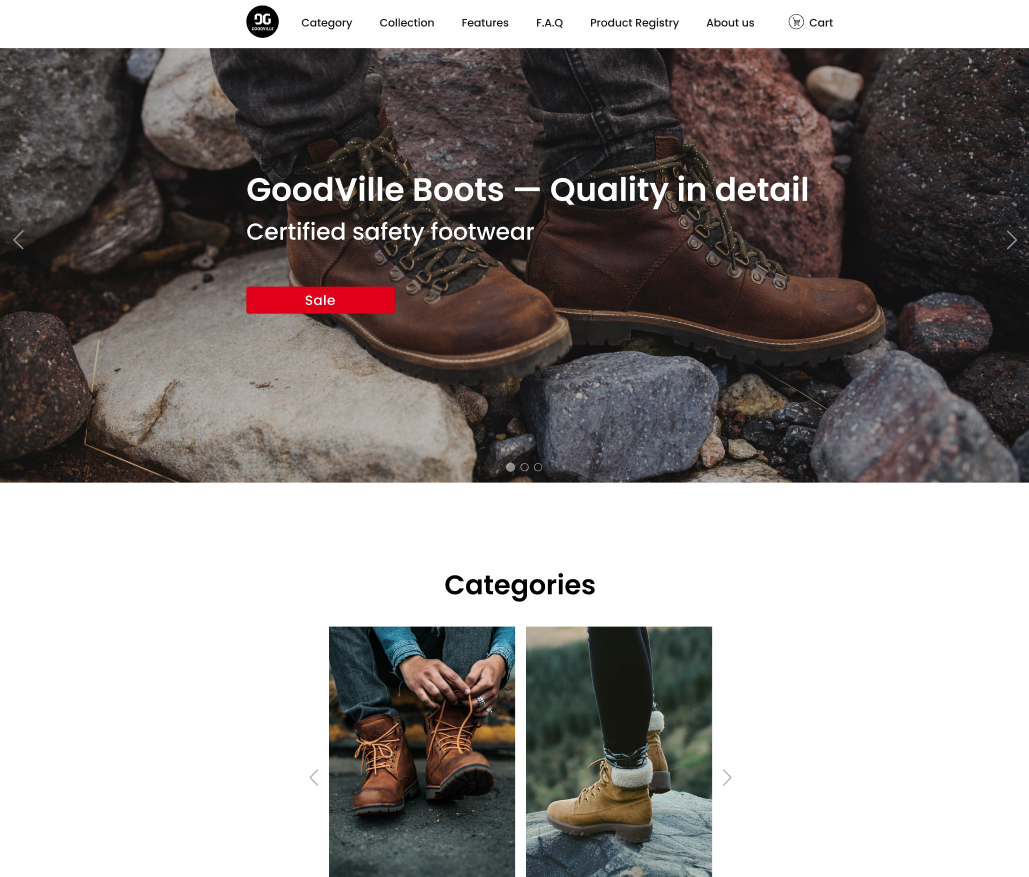 GG
GOODVILLE
Category
Collection
Features
F.A.Q
Product Registry
About us
Cart
GoodVille Boots — Quality in detail
Certified safety footwear
Sale
Categories